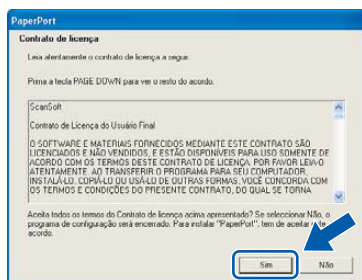 PaperPort
Contrato de licença
Leia atentamente o contrato de licença a seguir.
Prima a tecla PAGE DOWN para ver o resto do acordo.
ScanSoft
Contrato de Licença do Usuário Final
O SOFTWARE E MATERIAIS FORNECIDOS MEDIANTE ESTE CONTRATO SÃO
LICENCIADOS E NÃO VENDIDOS, E ESTÃO DISPONÍVEIS PARA USO SOMENTE DE
ACORDO COM OS TERMOS DESTE CONTRATO DE LICENÇA. POR FAVOR LEIA-O
ATENTAMENTE. AO TRANSFERIR O PROGRAMA PARA SEU COMPUTADOR,
INSTALÁ-LO, COPIÁ-LO OU USÁ-LO DE OUTRAS FORMAS, VOCÊ CONCORDA COM
OS TERMOS E CONDIÇÕES DO PRESENTE CONTRATO, DO QUAL SE TORNA
Aceita todos os termos do Contrato de licença acima apresentado? Se seleccionar Não, o
programa de configuração será encerrado. Para instalar "PaperPort", tem de aceitar este
acordo.
Sim
Não